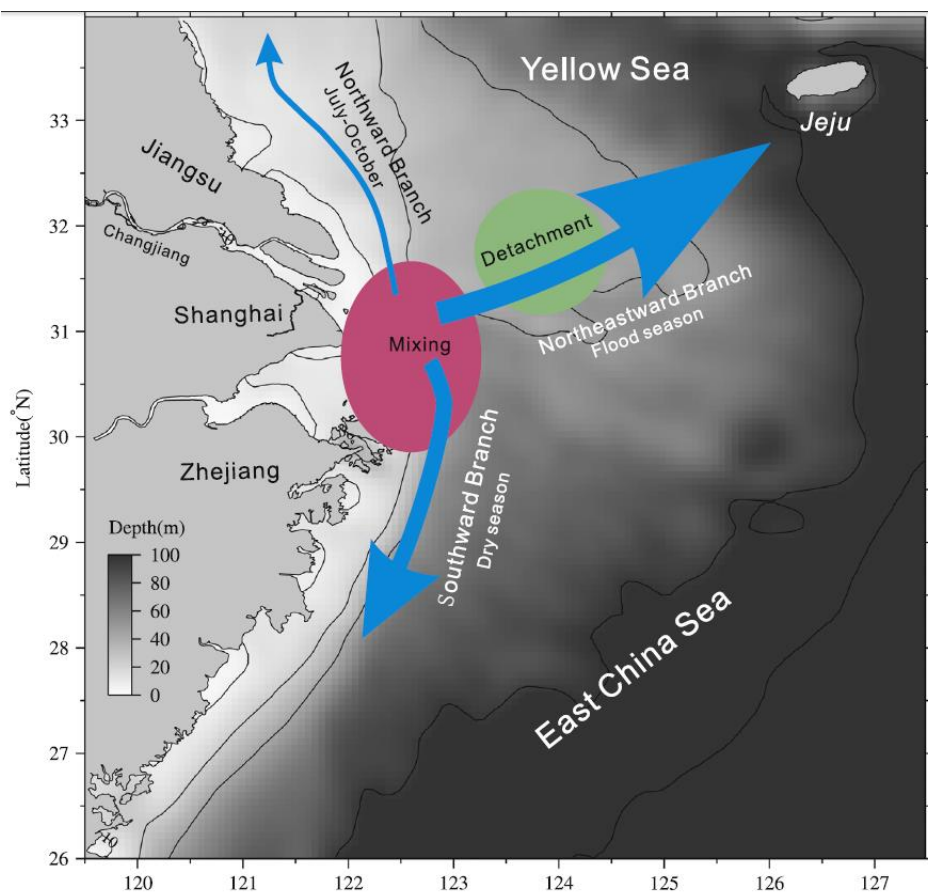 Yellow Sea
Jeju
Northward Branch
July-October
Jiangsu
Changjiang
10
Detachment
Shanghai
Mixing
Northeastward Branch
Flood season
Latitude(°N)
33
32
31
30
29
28
27
26
Zhejiang
Southward Branch
Dry season
Depth(m)
100
80
60
40
20
0
East China Sea
10
120
121
122
123
124
125
126
127